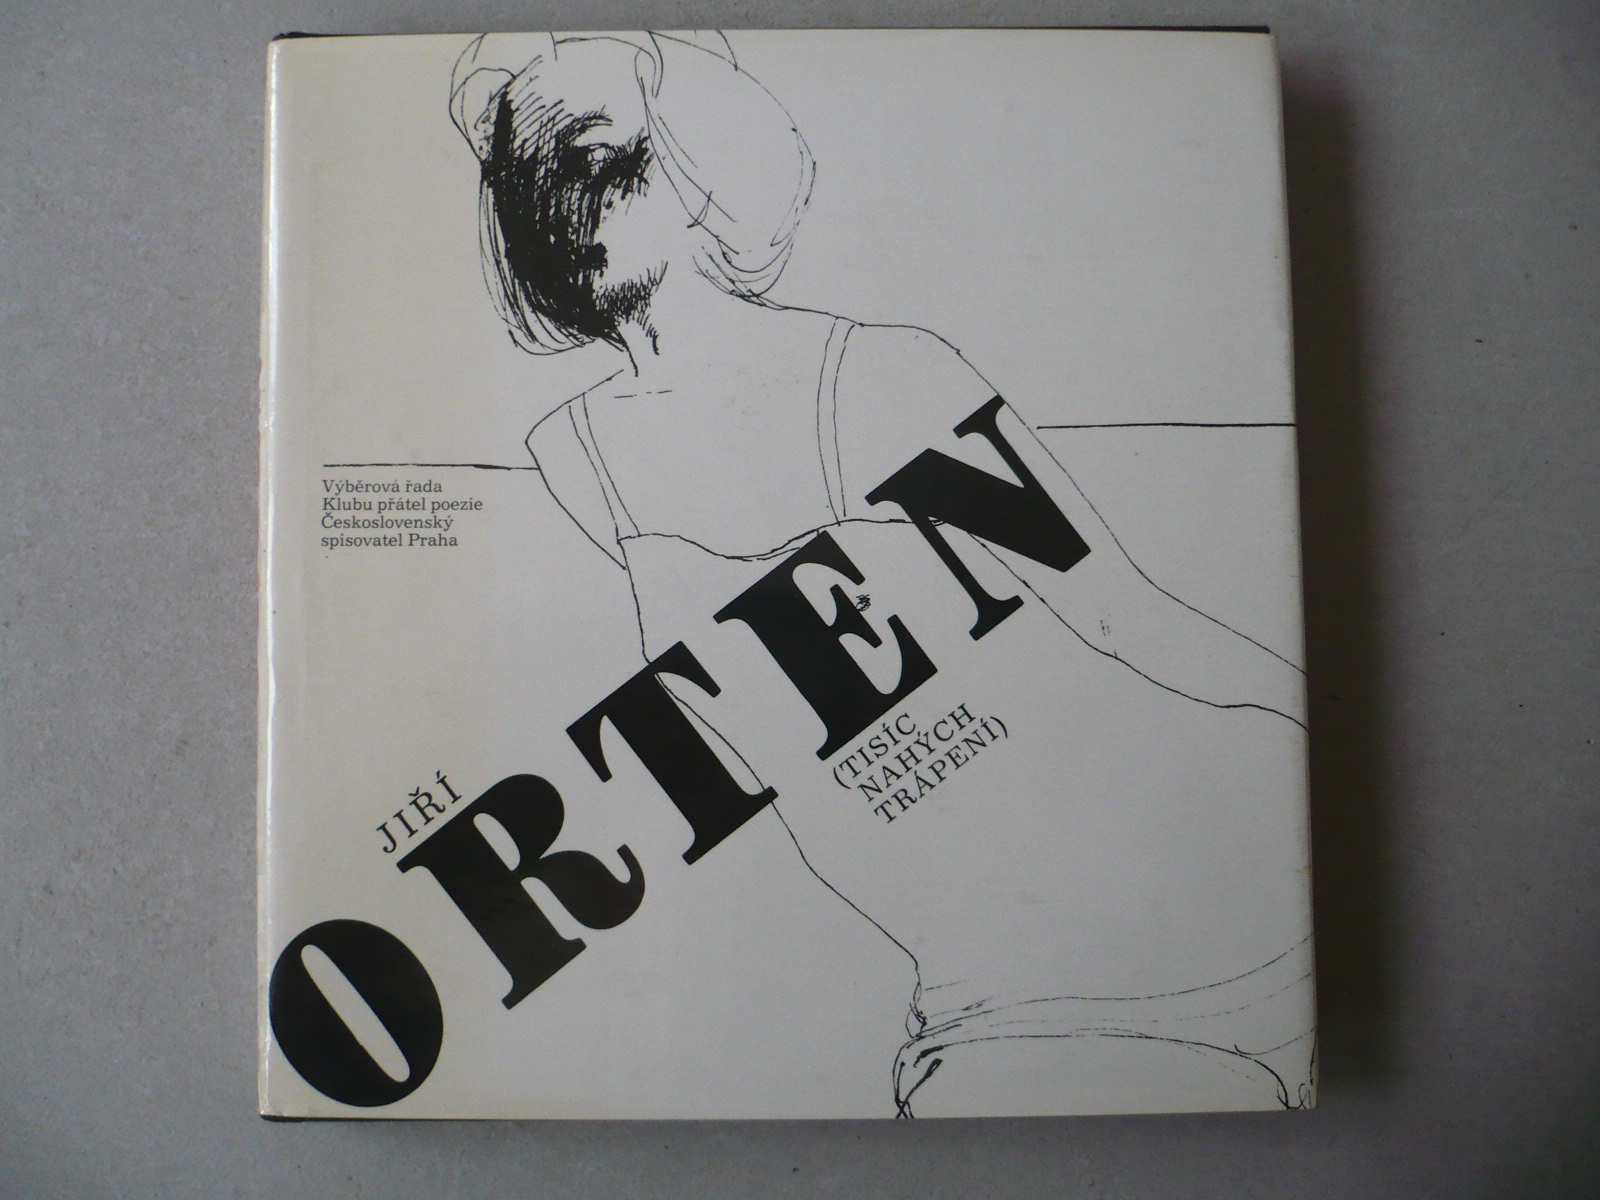 Výběrová řada
Klubu přátel poezie
Československý
spisovatel Praha
JIŘÍ
ORTEN
(TISÍC
NAHÝCH
TRÁPENÍ)